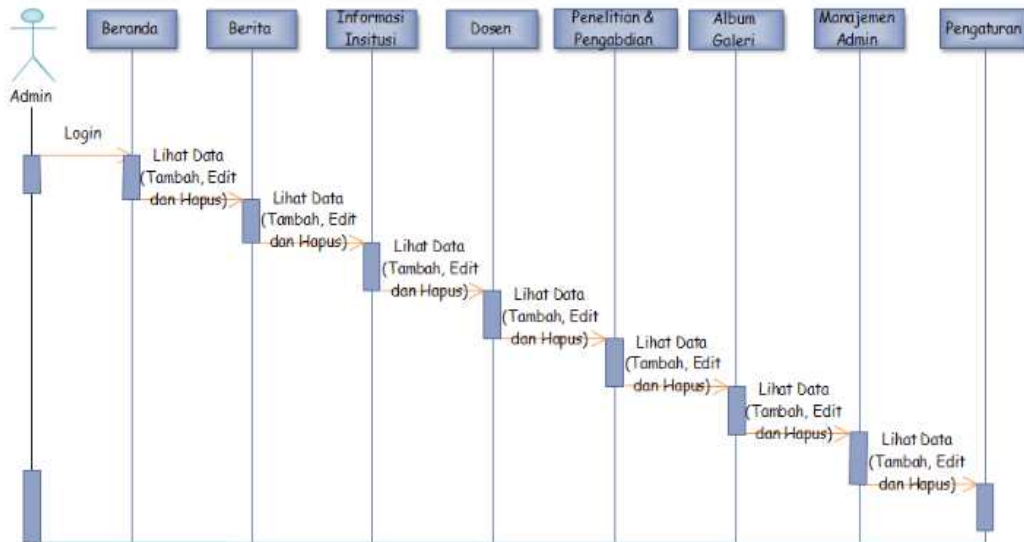 Beranda
Berita
Informasi
Insitusi
Dosen
Penelitian &
Pengabdian
Album
Galeri
Manajemen
Admin
Pengaturan
Admin
Login
Lihat Data
(Tambah, Edit
dan Hapus)
Lihat Data
(Tambah, Edit
dan Hapus)
Lihat Data
(Tambah, Edit
dan Hapus)
Lihat Data
(Tambah, Edit
dan Hapus)
Lihat Data
(Tambah, Edit
dan Hapus)
Lihat Data
(Tambah, Edit
dan Hapus)
Lihat Data
(Tambah, Edit
dan Hapus)